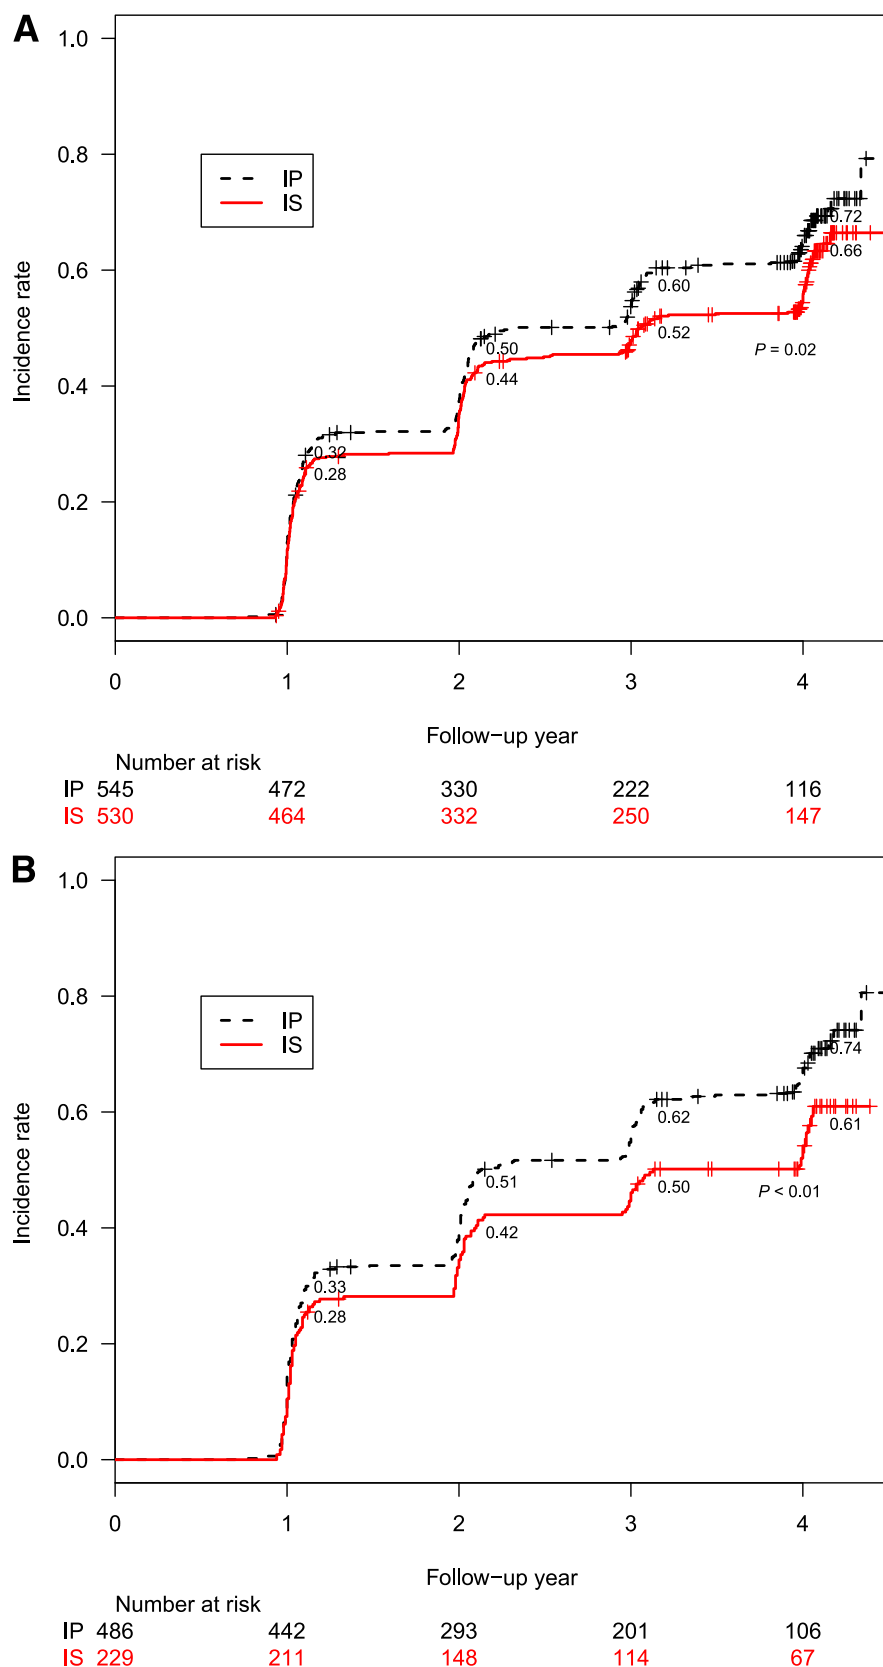 A
1.0
0.8
0.6
0.4
0.2
0.0
Incidence rate
IP
IS
0.32
0.28
0.50
0.44
0.60
0.52
0.72
0.66
P = 0.02
0 1 2 3 4
Follow-up year
Number at risk
IP 545 472 330 222 116
IS 530 464 332 250 147
B
1.0
0.8
0.6
0.4
0.2
0.0
Incidence rate
IP
IS
0.33
0.28
0.51
0.42
0.62
0.50
0.74
0.61
P < 0.01
0 1 2 3 4
Follow-up year
Number at risk
IP 486 442 293 201 106
IS 229 211 148 114 67